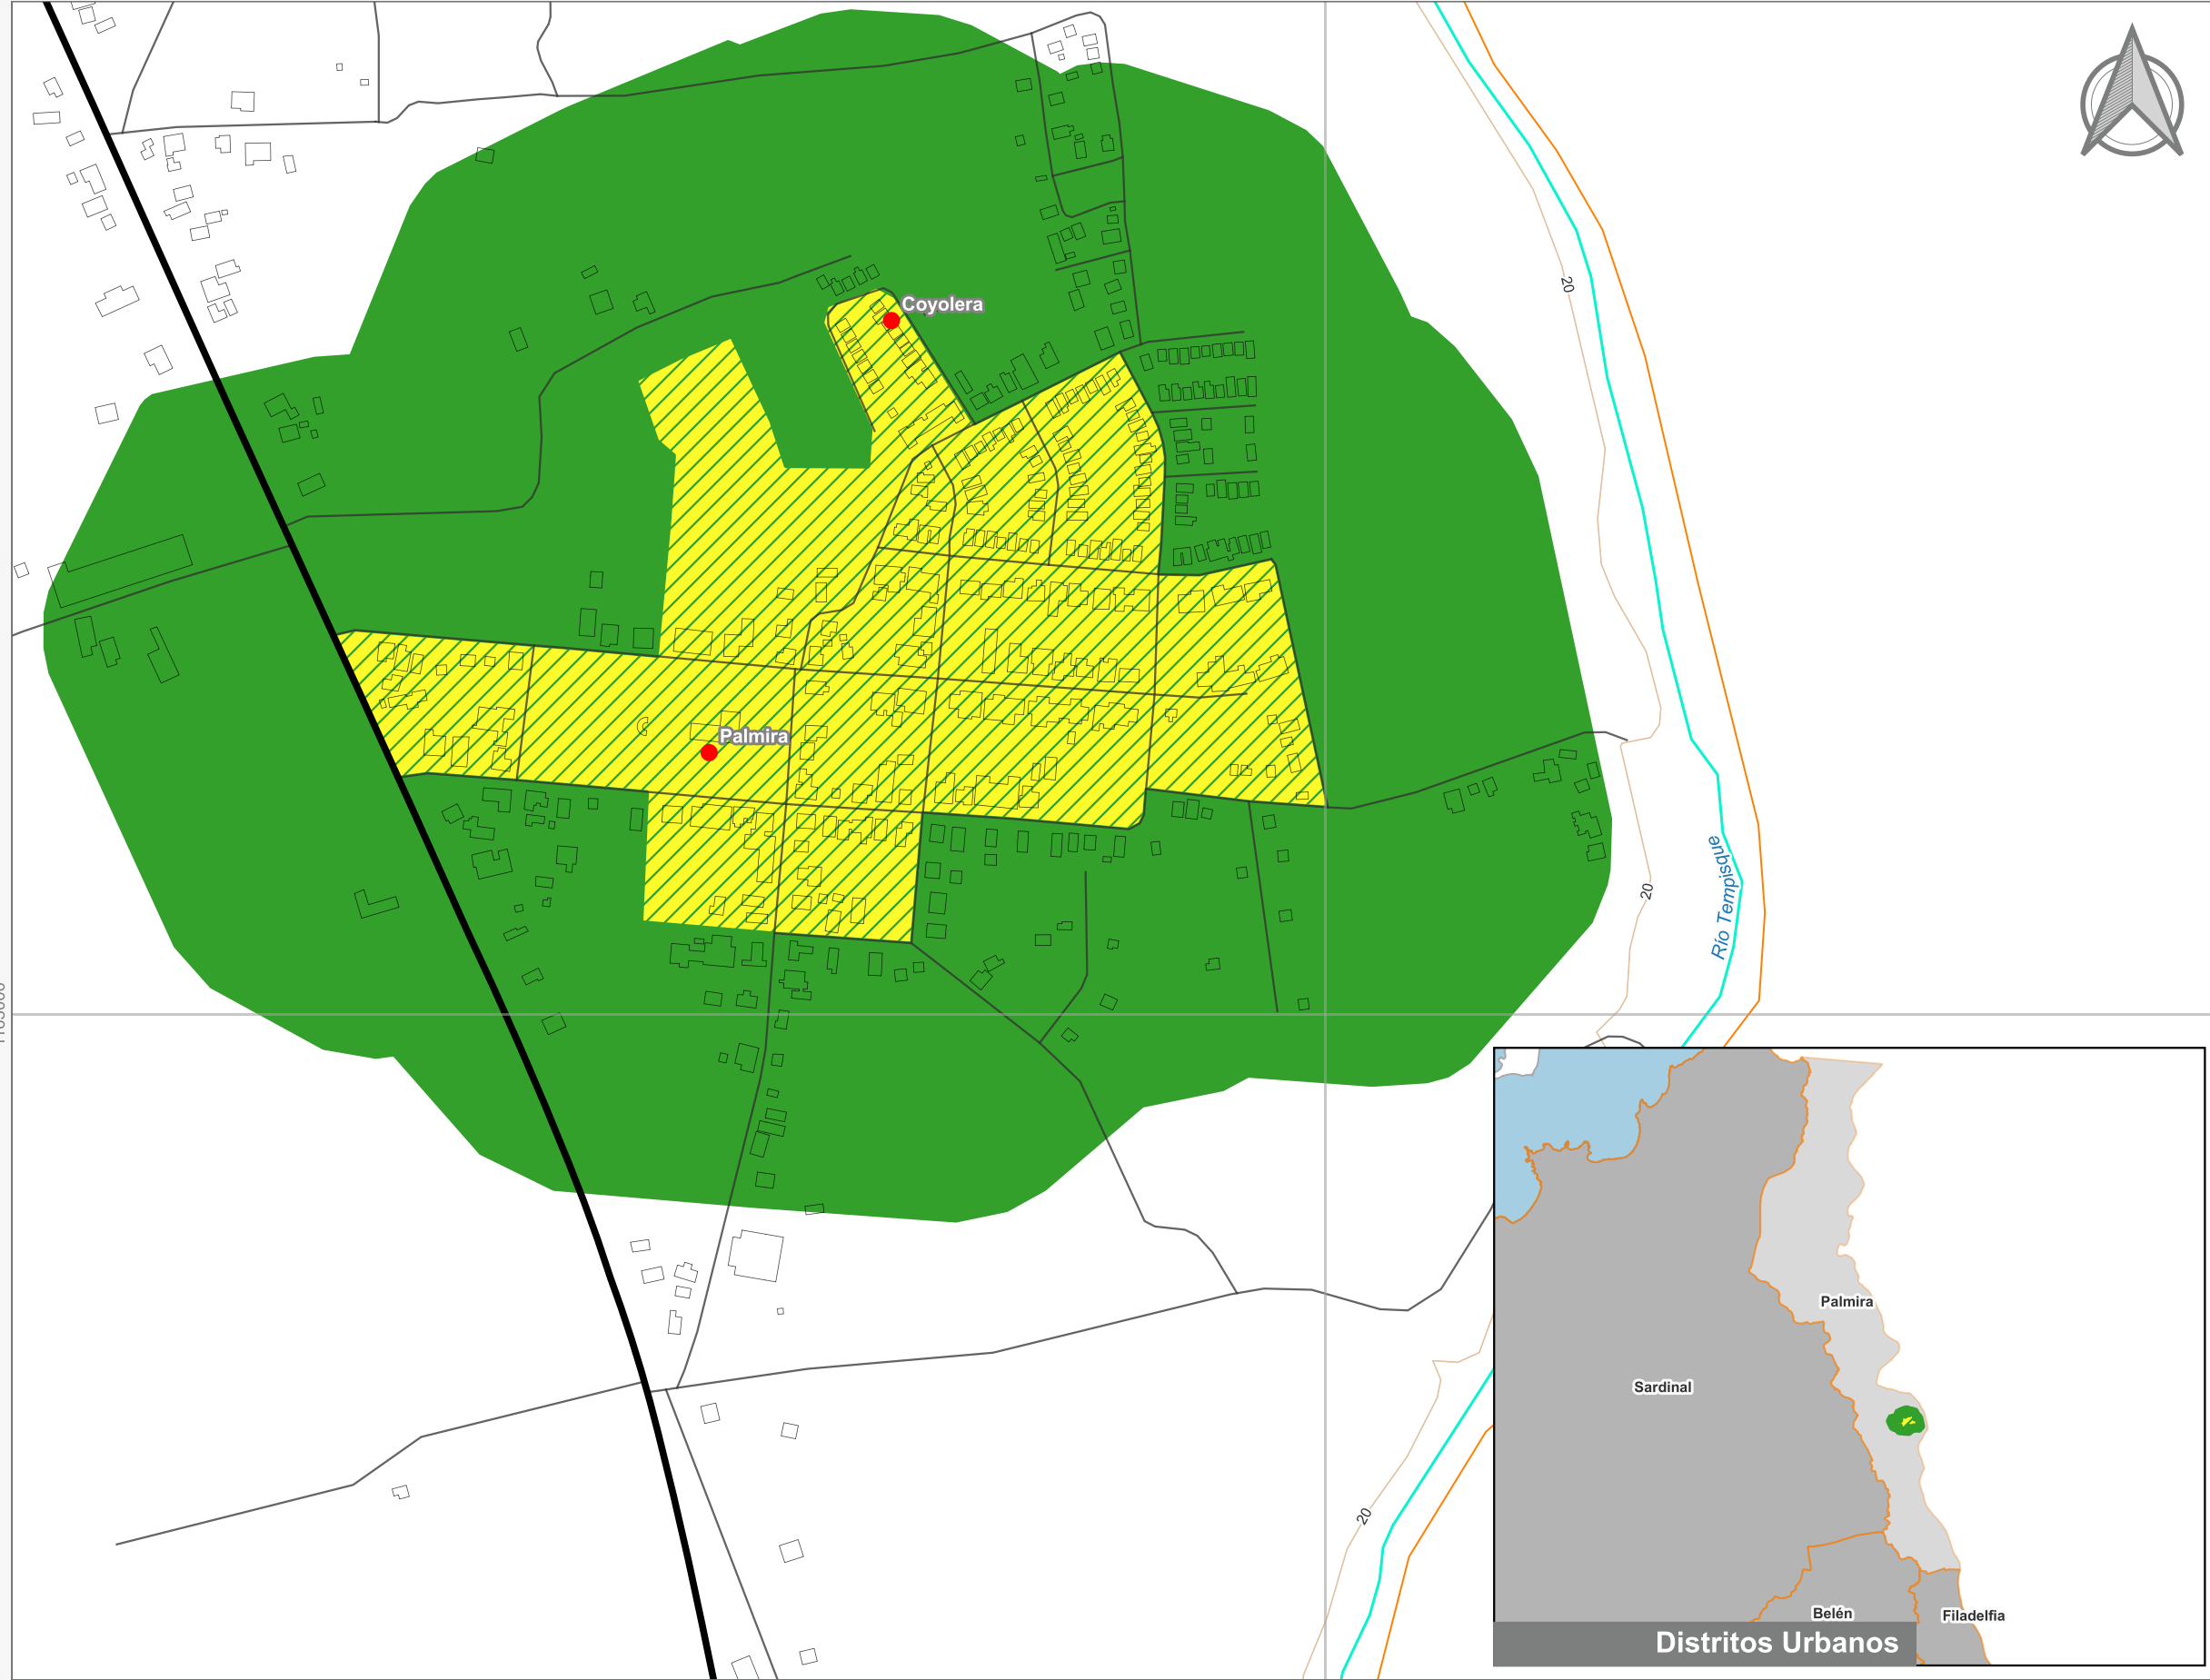 20
Coyolera
Palmira
Río Tempisque
20
20
Palmira
Sardinal
Belén
Filadelfia
Distritos Urbanos